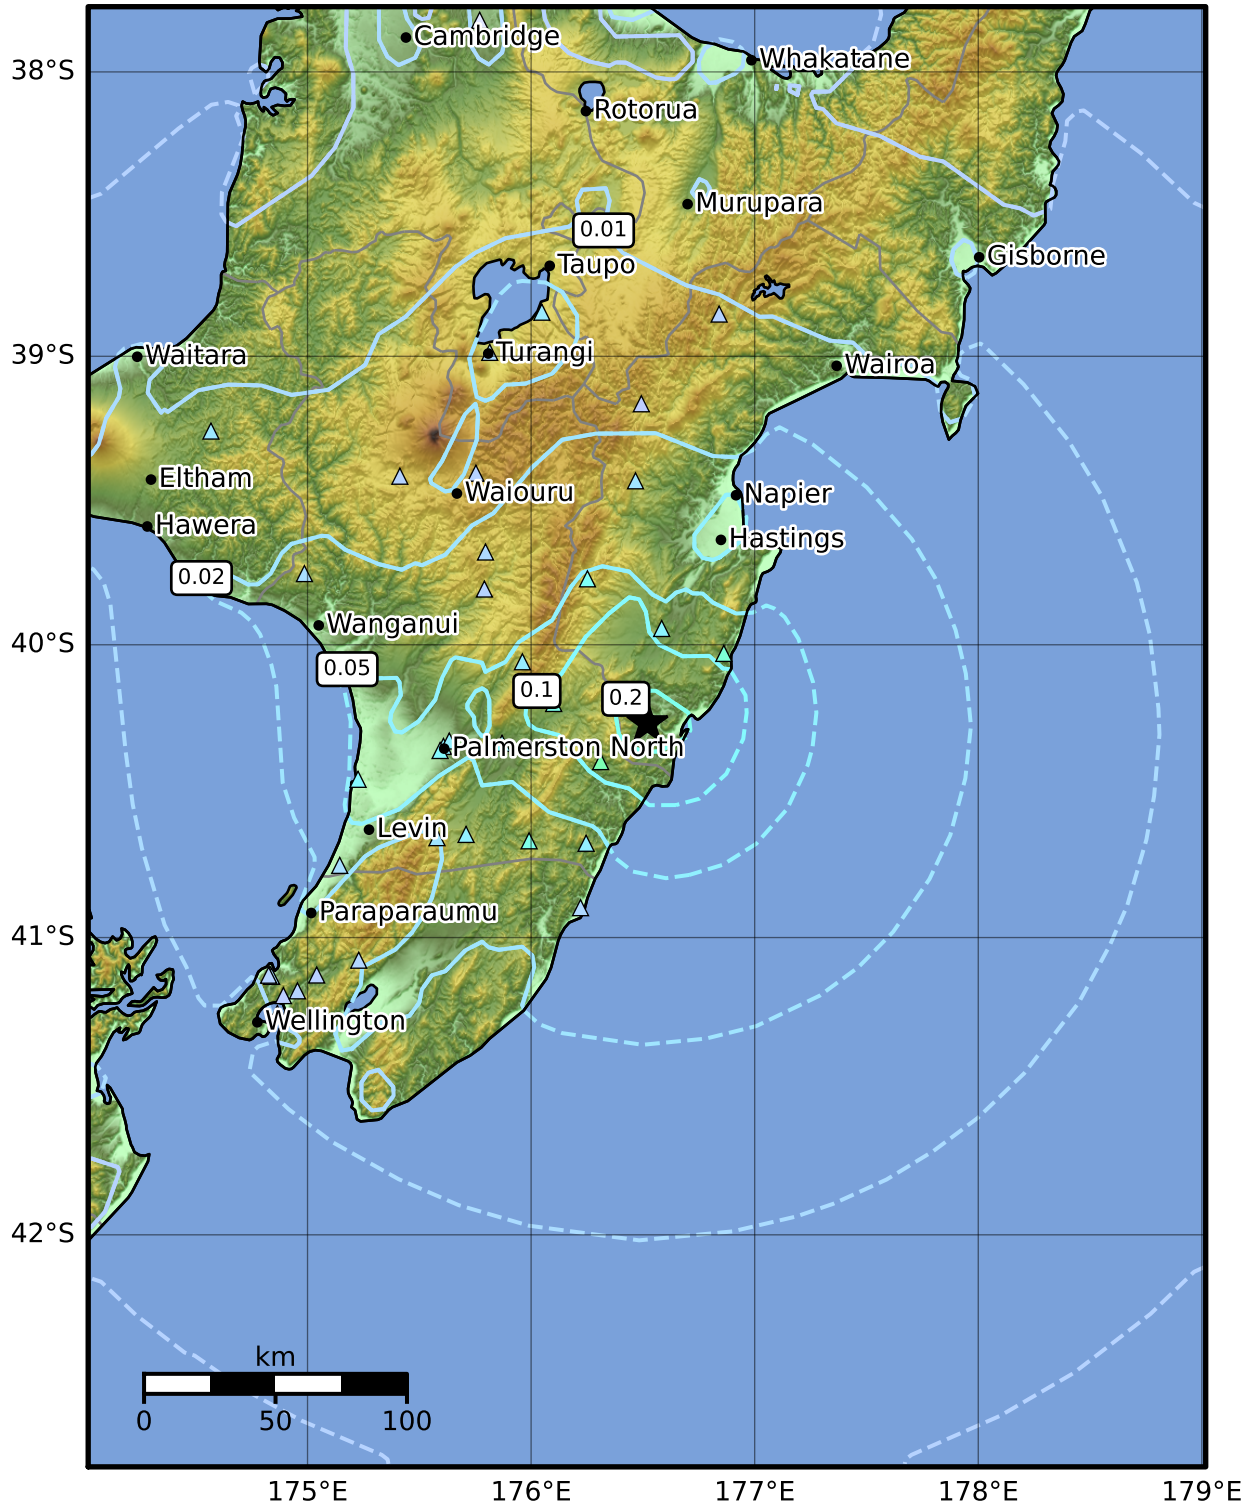 Cambridge
Whakatane
38°S
Rotorua
Murupara
0.01
Gisborne
Taupo
Waitara
39°S
Turangi
Wairoa
Eltham
Waiouru
Napier
Hawera
Hastings
0.02
Wanganui
40°S
0.05
0.1
0.2
Palmerston North
Levin
Paraparaumu
41°S
Wellington
42°S
km
0 50 100
175°E 176°E 177°E 178°E 179°E